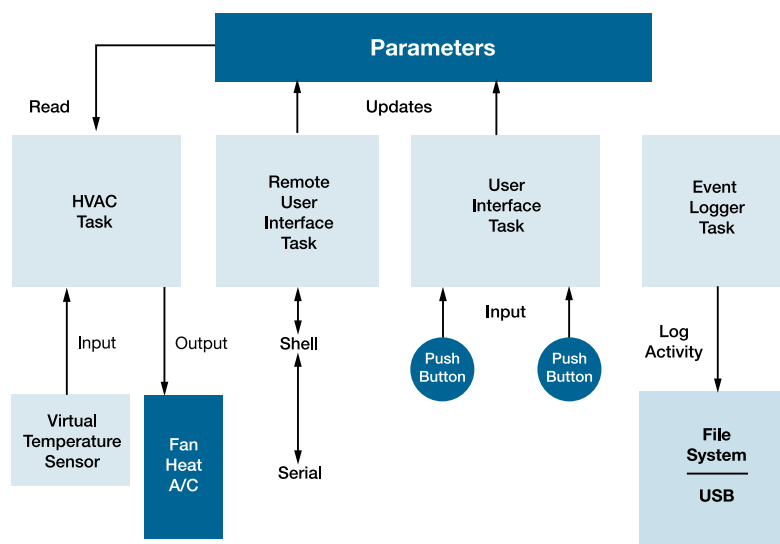 Parameters
Read
Updates
HVAC
Task
Remote
User
Interface
Task
User
Interface
Task
Event
Logger
Task
Input
Output
Shell
Input
Push
Button
Push
Button
Log
Activity
Virtual
Temperature
Sensor
Fan
Heat
A/C
Serial
File
System
USB